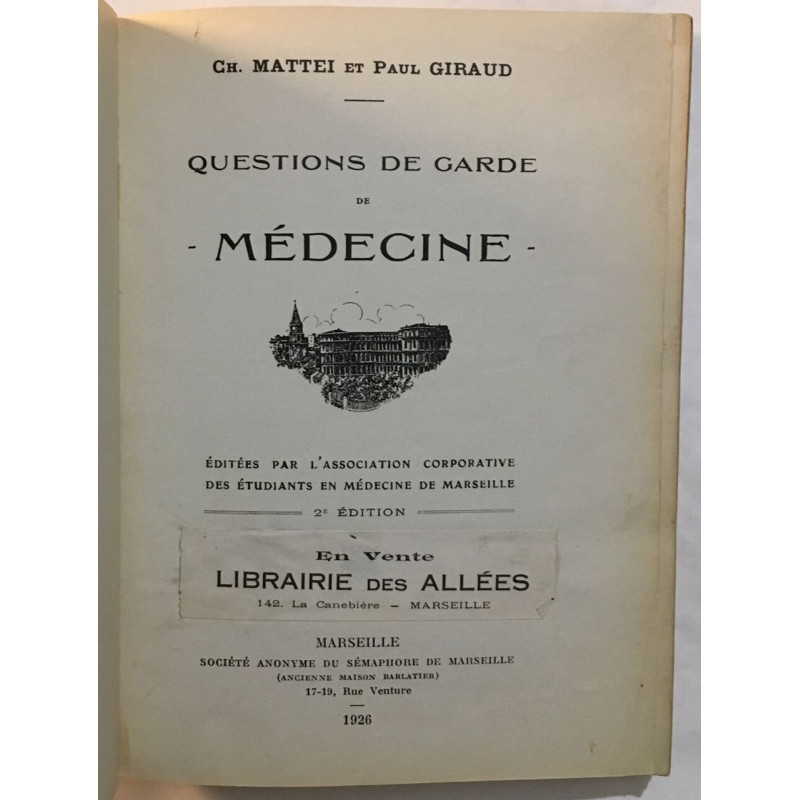 CH. MATTEI ET PAUL GIRAUD
QUESTIONS DE GARDE
DE
- MÉDECINE -
ÉDITÉES PAR L'ASSOCIATION CORPORATIVE
DES ÉTUDIANTS EN MÉDECINE DE MARSEILLE
2E ÉDITION
En Vente
LIBRAIRIE DES ALLÉES
142. La Canebière – MARSEILLE
MARSEILLE
SOCIÉTÉ ANONYME DU SÉMAPHORE DE MARSEILLE
(ANCIENNE MAISON BARLATIER)
17-19, Rue Venture
1926